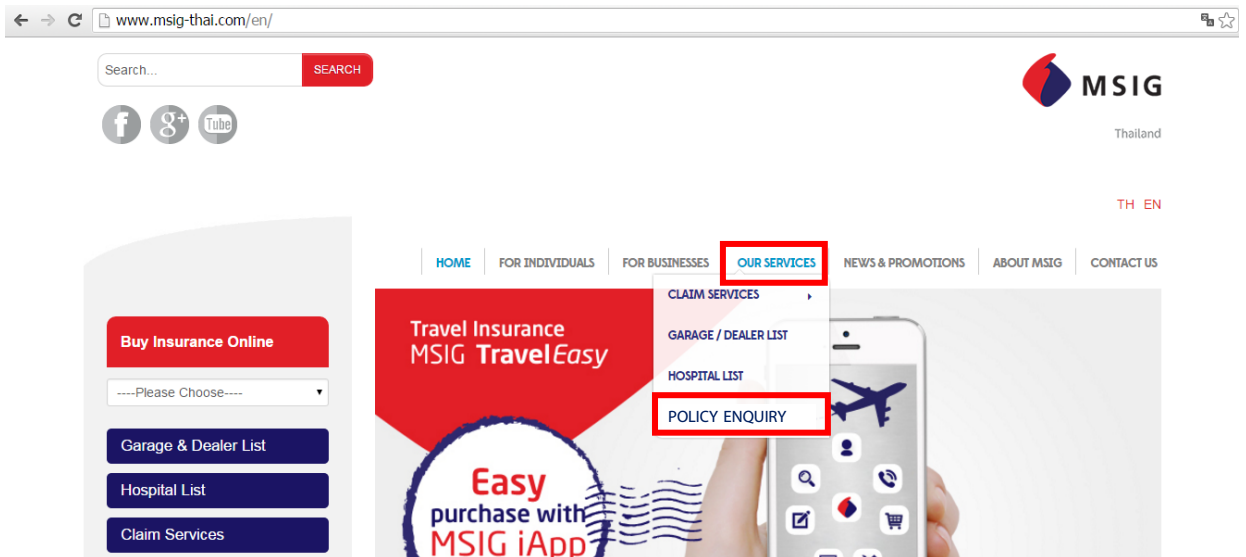 www.msig-thai.com/en/
Search...
SEARCH
MSIG
Thailand
f g+ Tube
TH EN
HOME FOR INDIVIDUALS FOR BUSINESSES OUR SERVICES NEWS & PROMOTIONS ABOUT MSIG CONTACT US
CLAIM SERVICES
GARAGE / DEALER LIST
HOSPITAL LIST
POLICY ENQUIRY
Buy Insurance Online
----Please Choose----
Garage & Dealer List
Hospital List
Claim Services
Travel Insurance
MSIG TravelEasy
Easy
purchase with
MSIG iApp